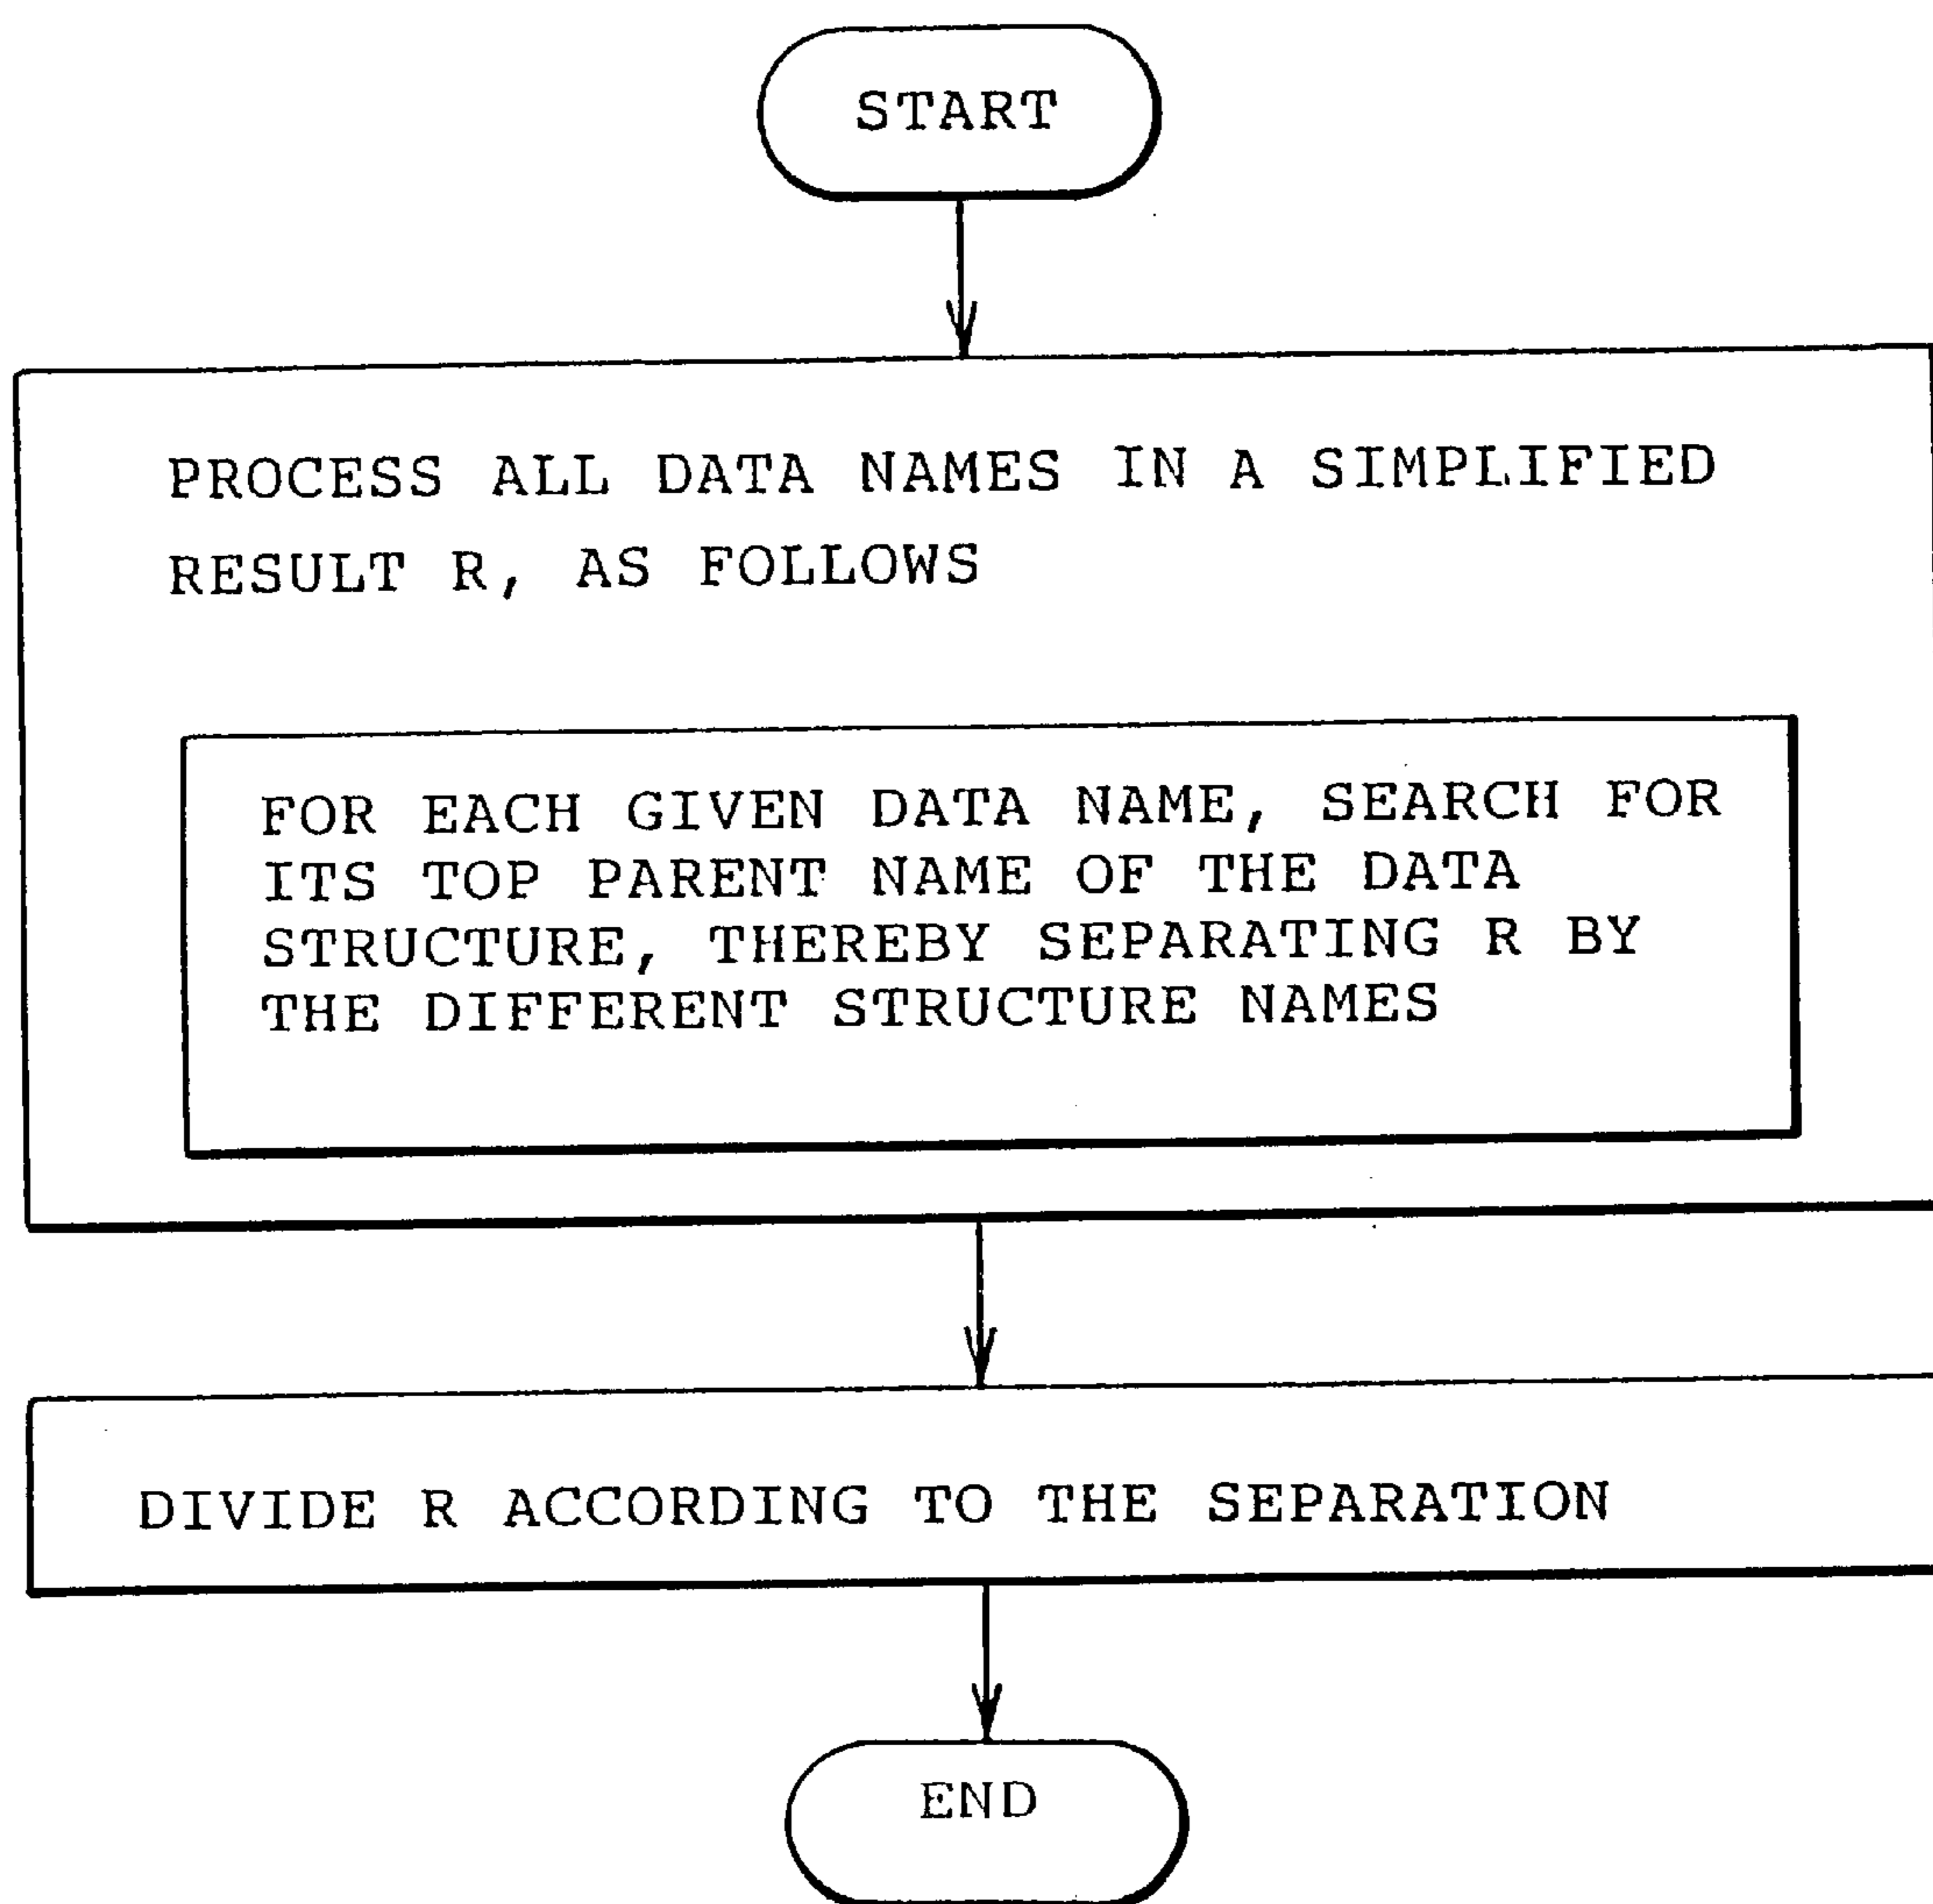 START
PROCESS ALL DATA NAMES IN A SIMPLIFIED
RESULT R, AS FOLLOWS
FOR EACH GIVEN DATA NAME, SEARCH FOR
ITS TOP PARENT NAME OF THE DATA
STRUCTURE, THEREBY SEPARATING R BY
THE DIFFERENT STRUCTURE NAMES
DIVIDE R ACCORDING TO THE SEPARATION
END